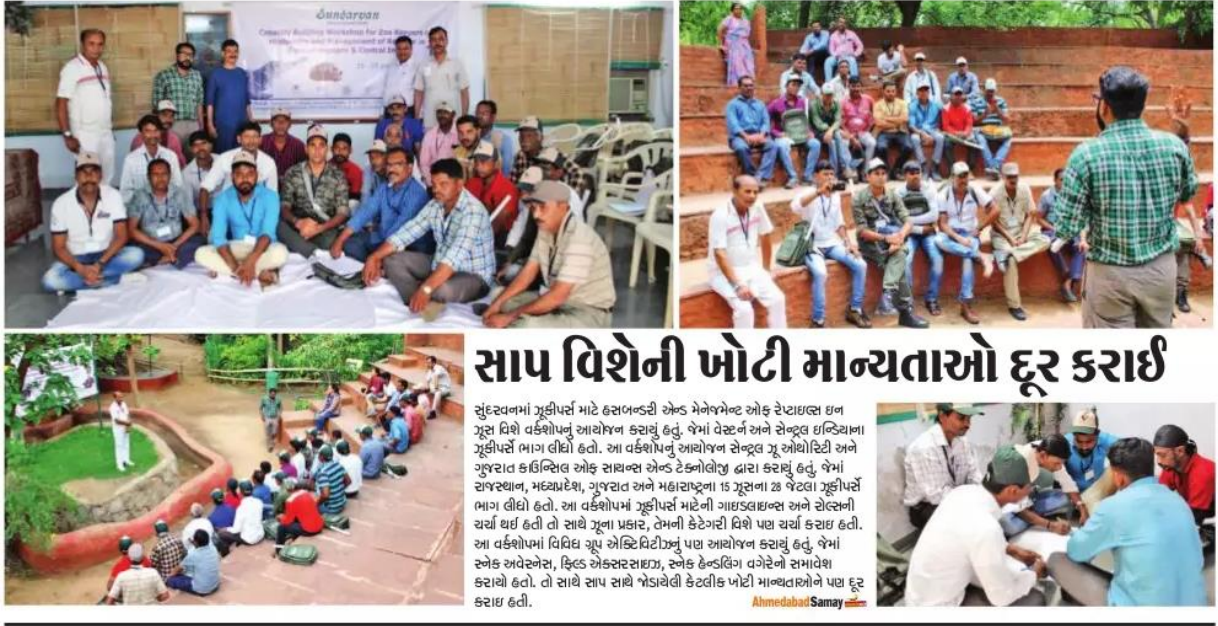 Sundarvan
Capacity Building Workshop for Zoo Keepers
Management of
& Central
સાપ વિશેની ખોટી માન્યતાઓ દૂર કરાઈ
સુંદરવનમાં ઝૂકીપર્સ માટે હસબન્ડરી એન્ડ મેનેજમેન્ટ ઓફ રેપ્ટાઇલ્સ ઇન
ઝૂસ વિશે વર્કશોપનું આયોજન કરાયું હતું. જેમાં વેસ્ટર્ન અને સેન્ટ્રલ ઇન્ડિયાના
ઝૂકીપર્સે ભાગ લીધો હતો. આ વર્કશોપનું આયોજન સેન્ટ્રલ ઝૂ ઓથોરિટી અને
ગુજરાત કાઉન્સિલ ઓફ સાયન્સ એન્ડ ટેક્નોલોજી દ્વારા કરાયું હતું. જેમાં
રાજસ્થાન, મધ્યપ્રદેશ, ગુજરાત અને મહારાષ્ટ્રના 15 ઝૂસના 28 જેટલા ઝૂકીપર્સે
ભાગ લીધો હતો. આ વર્કશોપમાં ઝૂકીપર્સ માટેની ગાઇડલાઇન્સ અને રોલ્સની
ચર્ચા થઈ હતી તો સાથે ઝૂના પ્રકાર, તેમની કેટેગરી વિશે પણ ચર્ચા કરાઇ હતી.
આ વર્કશોપમાં વિવિધ ગ્રૂપ એક્ટિવિટીઝનું પણ આયોજન કરાયું હતું. જેમાં
સ્નેક અવેરનેસ, ફિલ્ડ એક્સરસાઇઝ, સ્નેક હેન્ડલિંગ વગેરેનો સમાવેશ
કરાયો હતો. તો સાથે સાપ સાથે જોડાયેલી કેટલીક ખોટી માન્યતાઓને પણ દૂર
કરાઇ હતી.
AhmedabadSamay